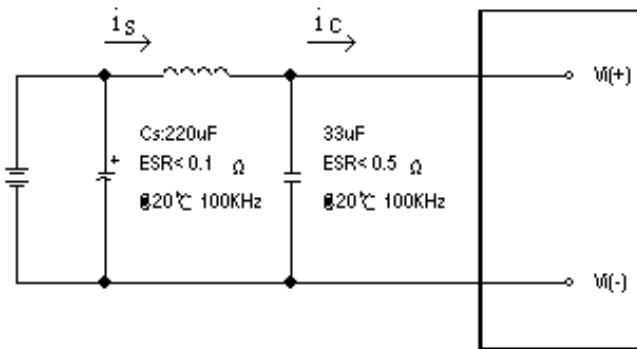 is
ic
Vi(+)
Cs:220uF
ESR< 0.1 Ω
@20℃ 100KHz
33uF
ESR< 0.5 Ω
@20℃ 100KHz
+
Vi(-)